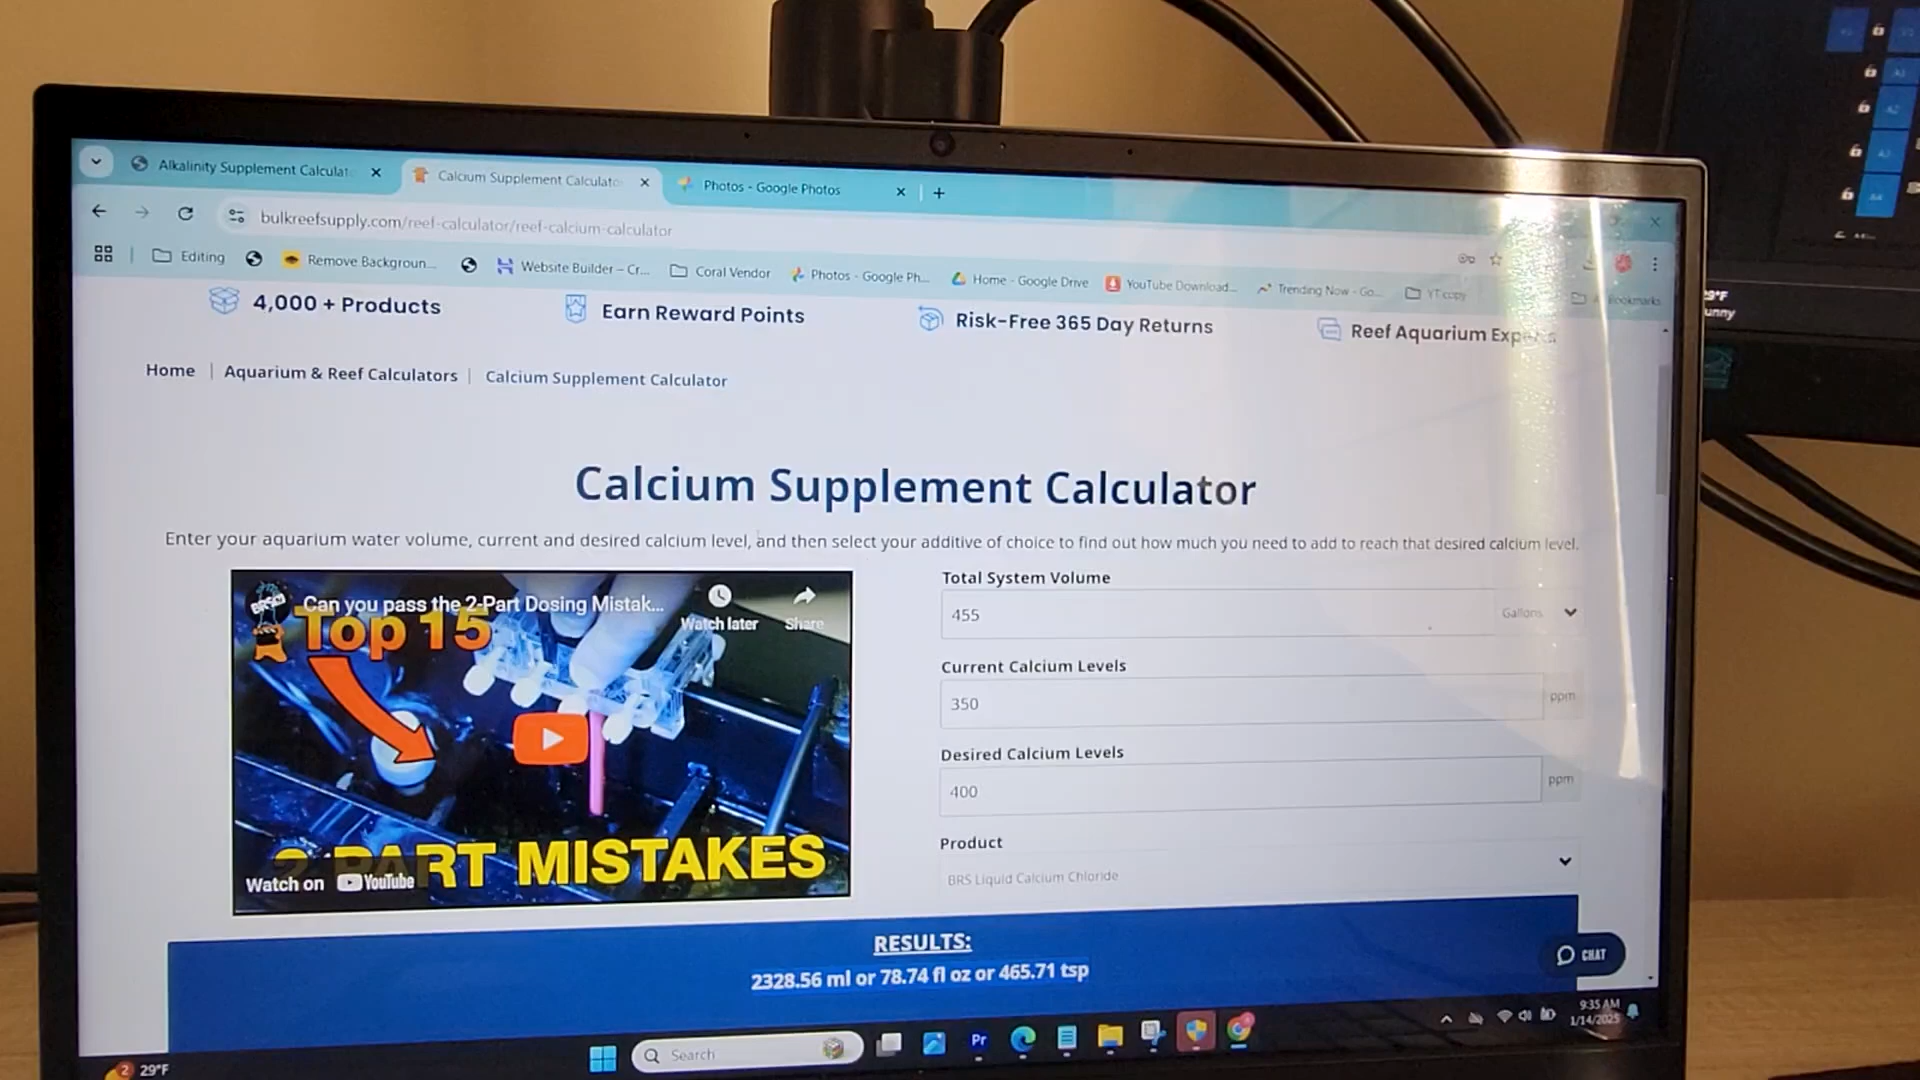 Alkalinity Supplement Calculat
Calcium Supplement Calculato
Photos - Google Photos
bulkreefsupply.com/reef-calculator/reef-calcium-calculator
Editing
Remove Backgroun...
Website Builder – Cr...
Coral Vendor
Photos - Google Ph...
Home - Google Drive
YouTube Download...
Trending Now - Go...
YT copy
Bookmarks
4,000 + Products
Earn Reward Points
Risk-Free 365 Day Returns
Reef Aquarium
Home | Aquarium & Reef Calculators | Calcium Supplement Calculator
Calcium Supplement Calculator
Enter your aquarium water volume, current and desired calcium level, and then select your additive of choice to find out how much you need to add to reach that desired calcium level.
Can you pass the 2-Part Dosing Mistak...
Watch later
Share
Top 15
2 PART MISTAKES
Watch on YouTube
Total System Volume
455
Gallons
Current Calcium Levels
350
ppm
Desired Calcium Levels
400
ppm
Product
BRS Liquid Calcium Chloride
RESULTS:
2328.56 ml or 78.74 fl oz or 465.71 tsp
CHAT
2
29°F
Search
Pr
9:35 AM
1/14/2025